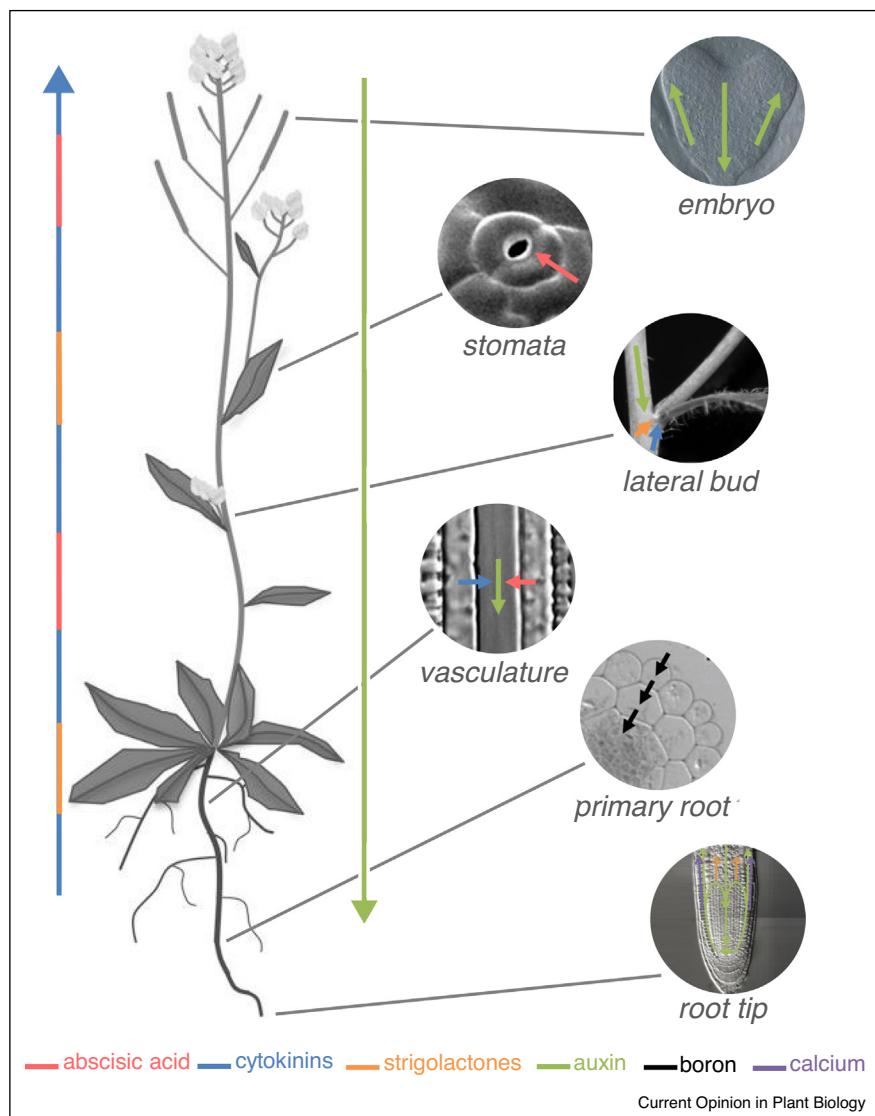 embryo
stomata
lateral bud
vasculature
primary root
root tip
abscisic acid cytokinins strigolactones auxin boron calcium
Current Opinion in Plant Biology